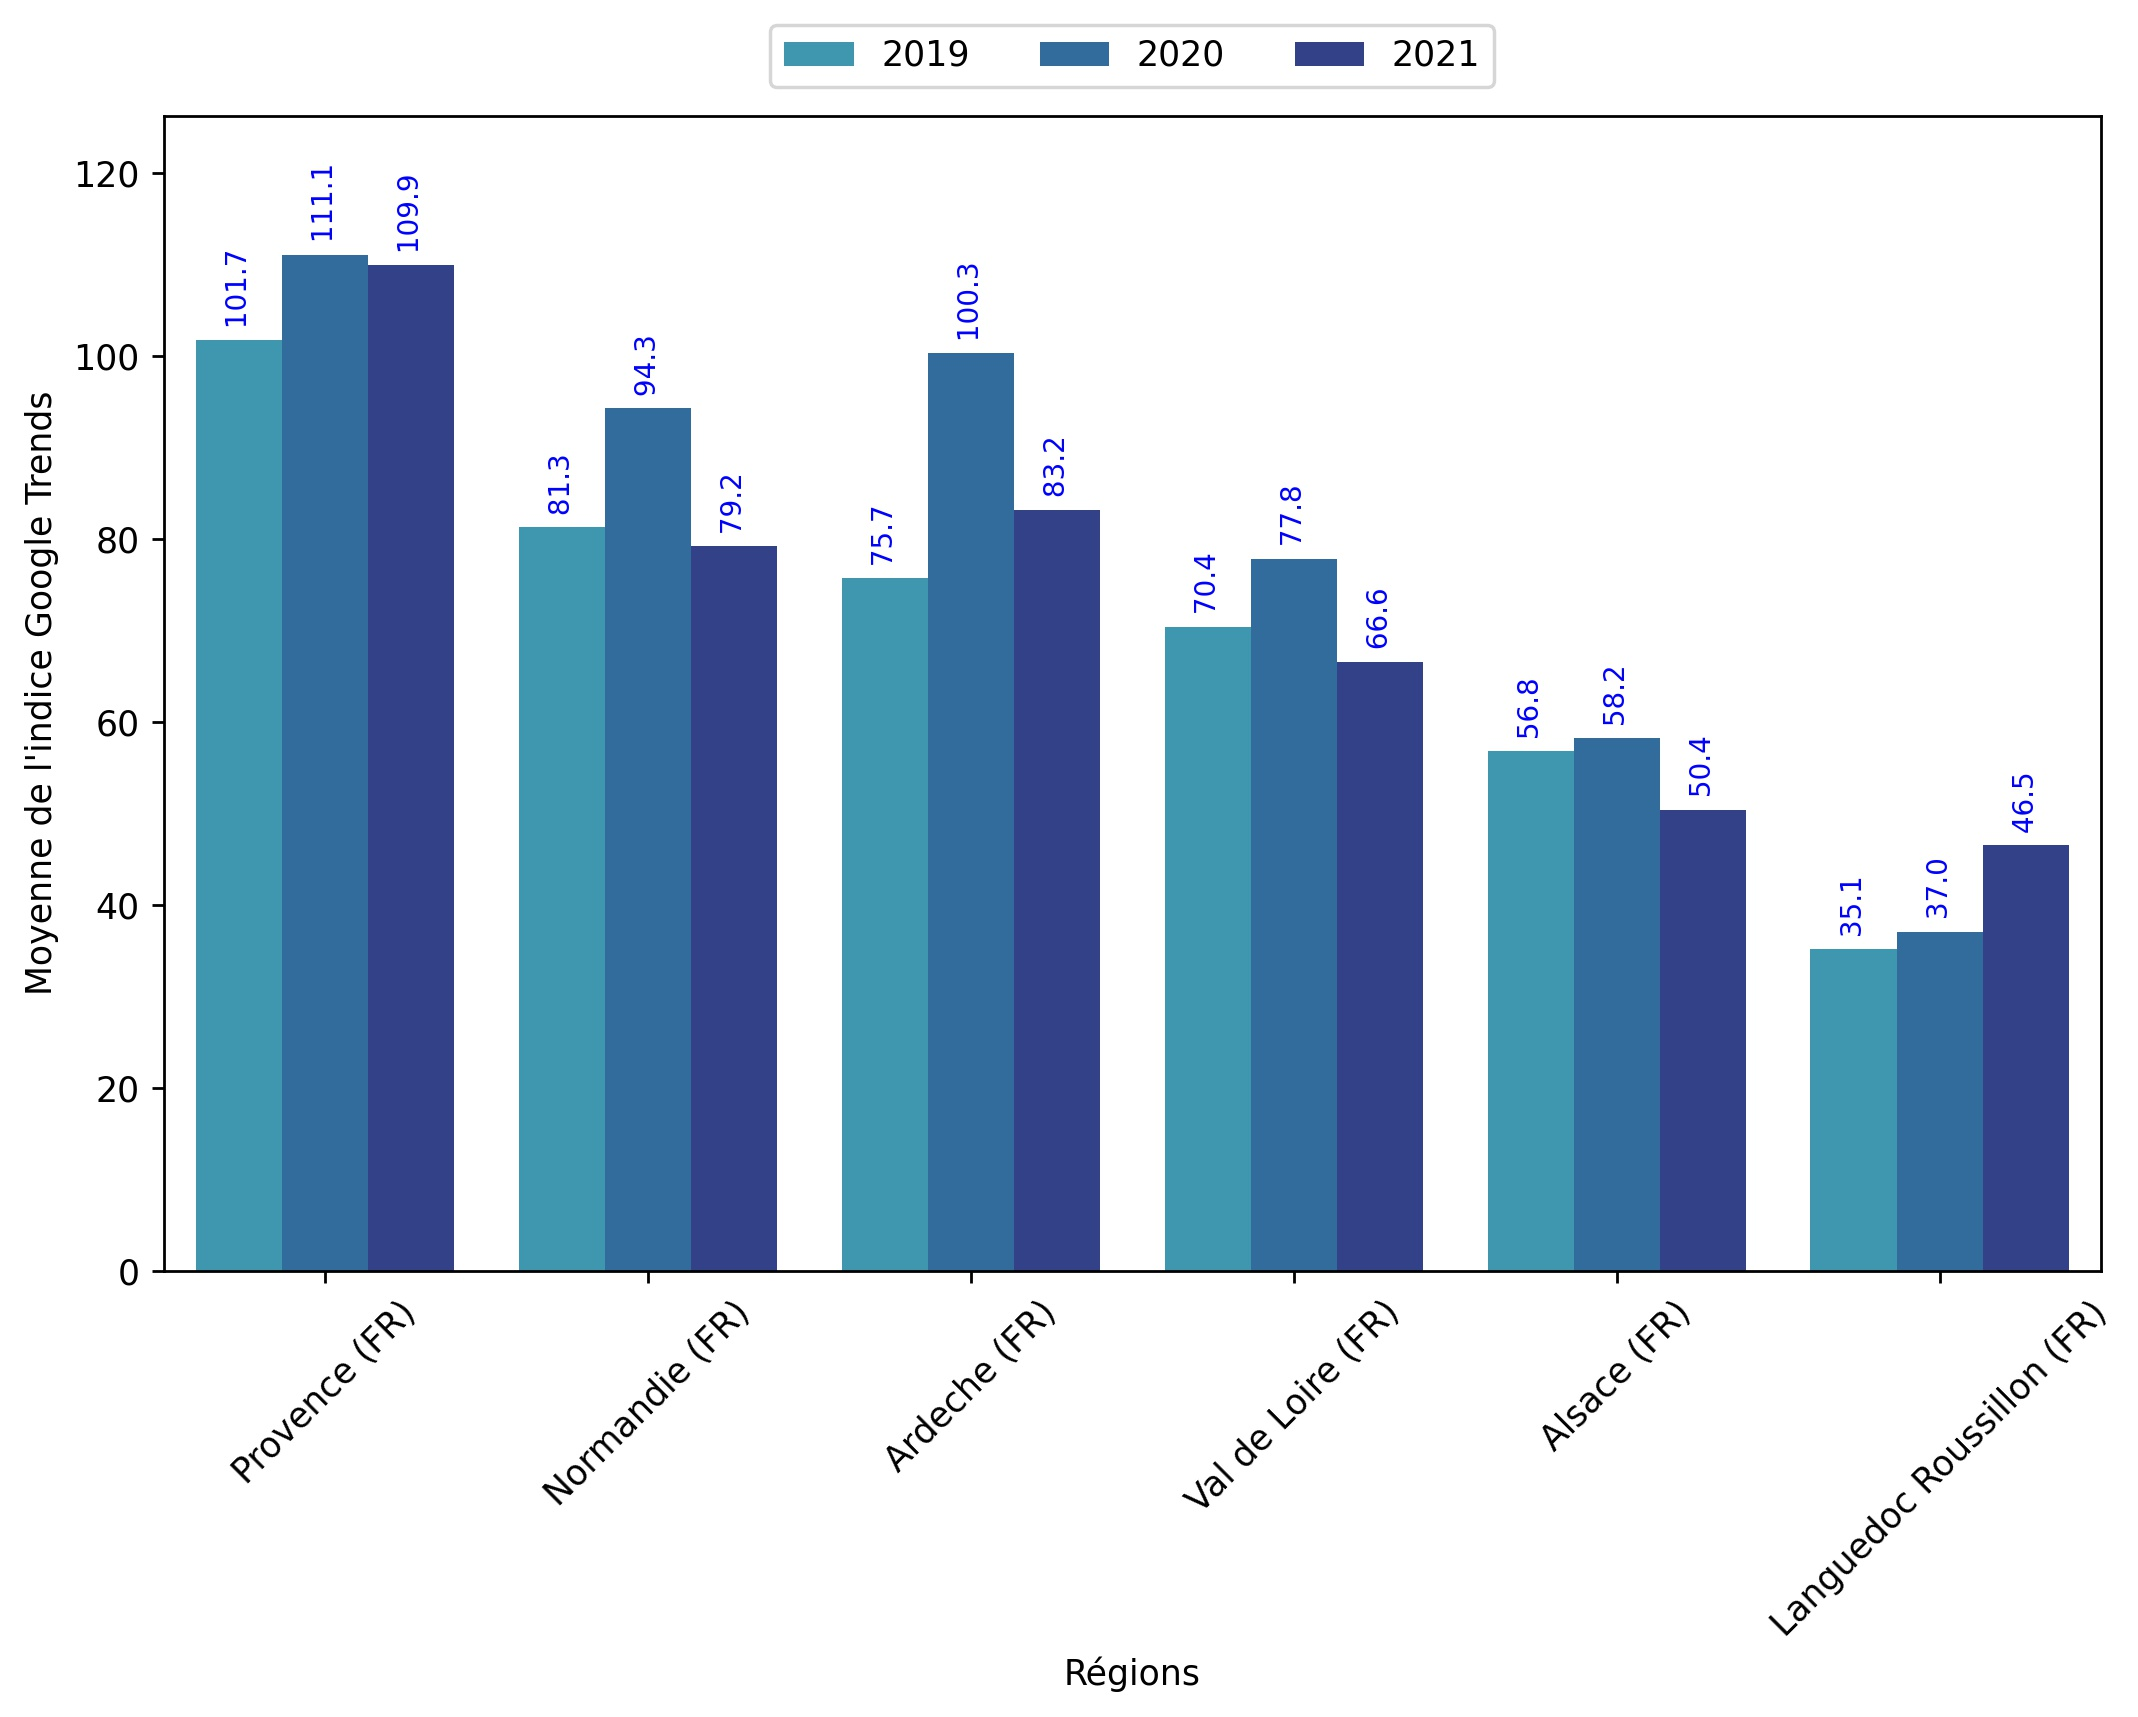 2019 2020 2021
Moyenne de l'indice Google Trends
120
100
80
60
40
20
0
101.7 111.1 109.9
81.3 94.3 79.2
75.7 100.3 83.2
70.4 77.8 66.6
56.8 58.2 50.4
35.1 37.0 46.5
Provence (FR)
Normandie (FR)
Ardeche (FR)
Val de Loire (FR)
Alsace (FR)
Languedoc Roussillon (FR)
Régions